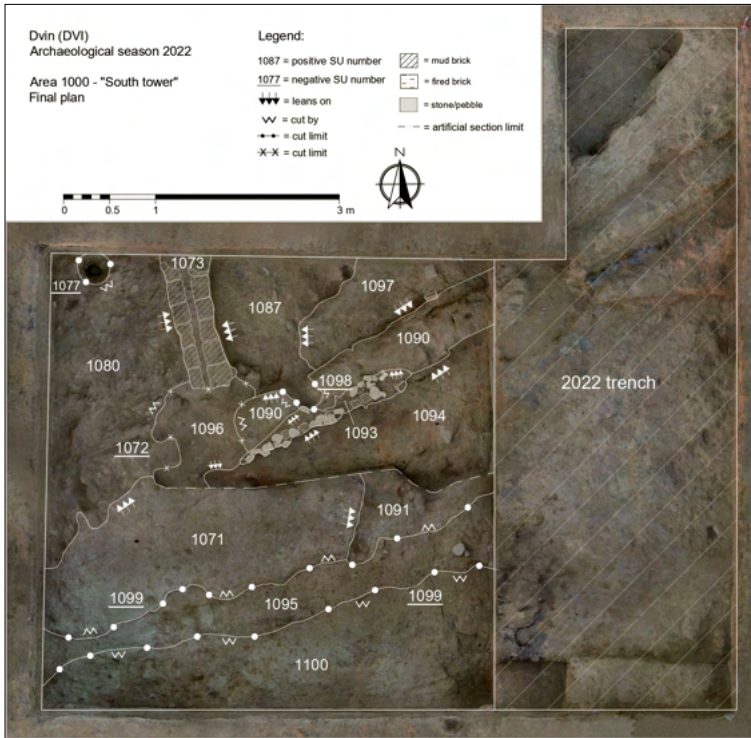 Dvin (DVI)
Archaeological season 2022
Area 1000 - "South tower"
Final plan
Legend:
1087 = positive SU number
1077 = negative SU number
= leans on
= cut by
= cut limit
= cut limit
= mud brick
= fired brick
= stone/pebble
= artificial section limit
N
0 0.5 1 3 m
1073
1077
1097
1087
1090
1080
1098
2022 trench
1090
1094
1096
1093
1072
1091
1071
1099
1095
1099
1100